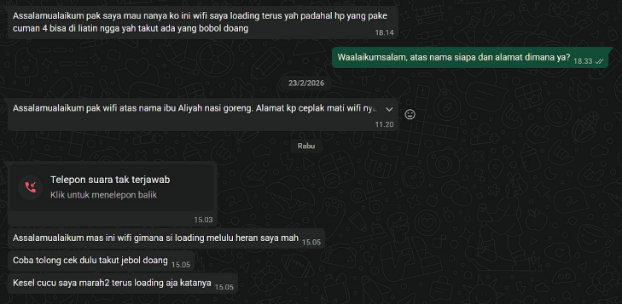 Assalamualaikum pak saya mau nanya ko ini wifi saya loading terus yah padahal hp yang pake
cuman 4 bisa di liatin ngga yah takut ada yang bobol doang
18.14
Waalaikumsalam, atas nama siapa dan alamat dimana ya?
18.33
23/2/2026
Assalamualaikum pak wifi atas nama ibu Aliyah nasi goreng. Alamat kp ceplak mati wifi
11.20
Rabu
Telepon suara tak terjawab
Klik untuk menelepon balik
15.03
Assalamualaikum mas ini wifi gimana si loading melulu heran saya mah
15.05
Coba tolong cek dulu takut jebol doang
15.05
Kesel cucu saya marah2 terus loading aja katanya
15.05